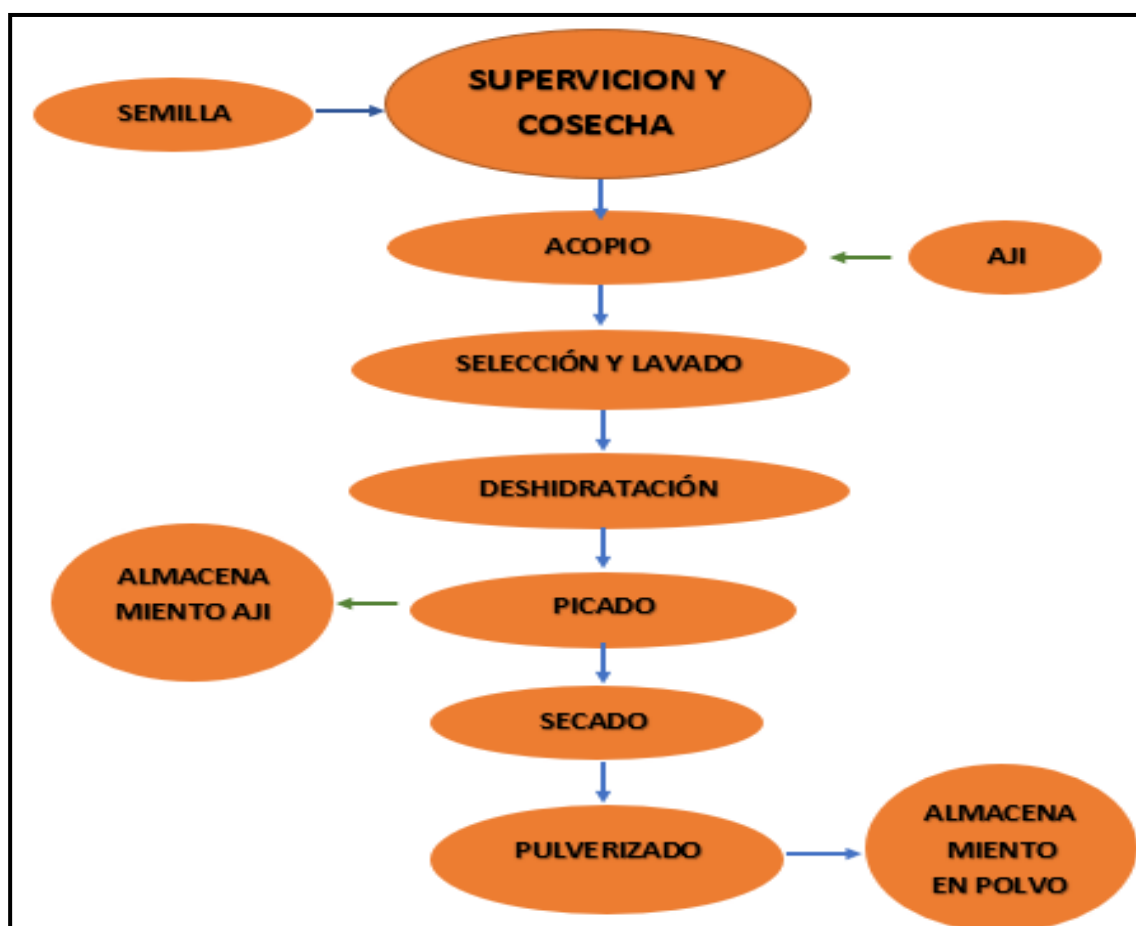 SUPERVICION Y
COSECHA
SEMILLA
ACOPIO
AJI
SELECCIÓN Y LAVADO
DESHIDRATACIÓN
ALMACENA
MIENTO AJI
PICADO
SECADO
PULVERIZADO
ALMACENA
MIENTO
EN POLVO